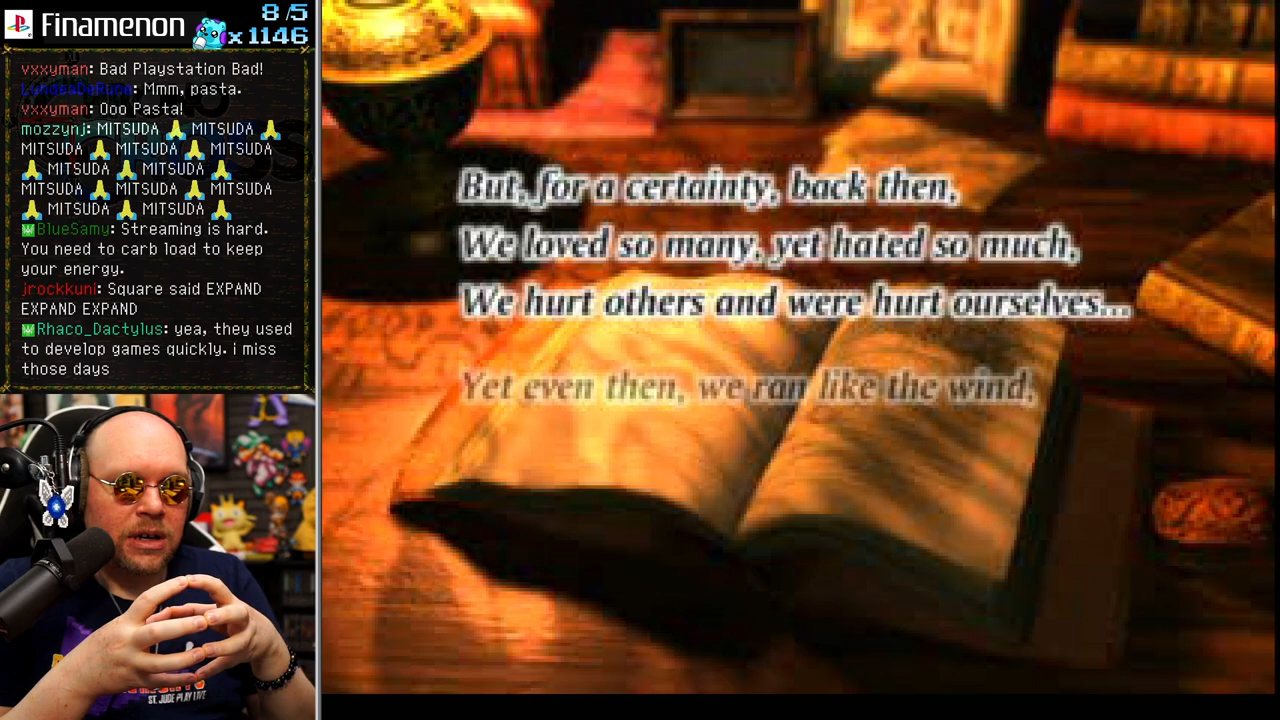 Finamenon
8/5
x1146
vxxyman: Bad Playstation Bad!
Mmm, pasta.
vxxyman: Ooo Pasta!
mozzynj: MITSUDA 🙏 MITSUDA 🙏
MITSUDA 🙏 MITSUDA 🙏 MITSUDA
🙏 MITSUDA 🙏 MITSUDA 🙏
MITSUDA 🙏 MITSUDA 🙏 MITSUDA
🙏 MITSUDA 🙏 MITSUDA 🙏
BlueSamy: Streaming is hard.
You need to carb load to keep
your energy.
jrockkuni: Square said EXPAND
EXPAND EXPAND
Rhaco_Dactylus: yea, they used
to develop games quickly. i miss
those days
But, for a certainty, back then,
We loved so many, yet hated so much,
We hurt others and were hurt ourselves...
Yet even then, we ran like the wind,
ST. JUDE PLAY LIVE